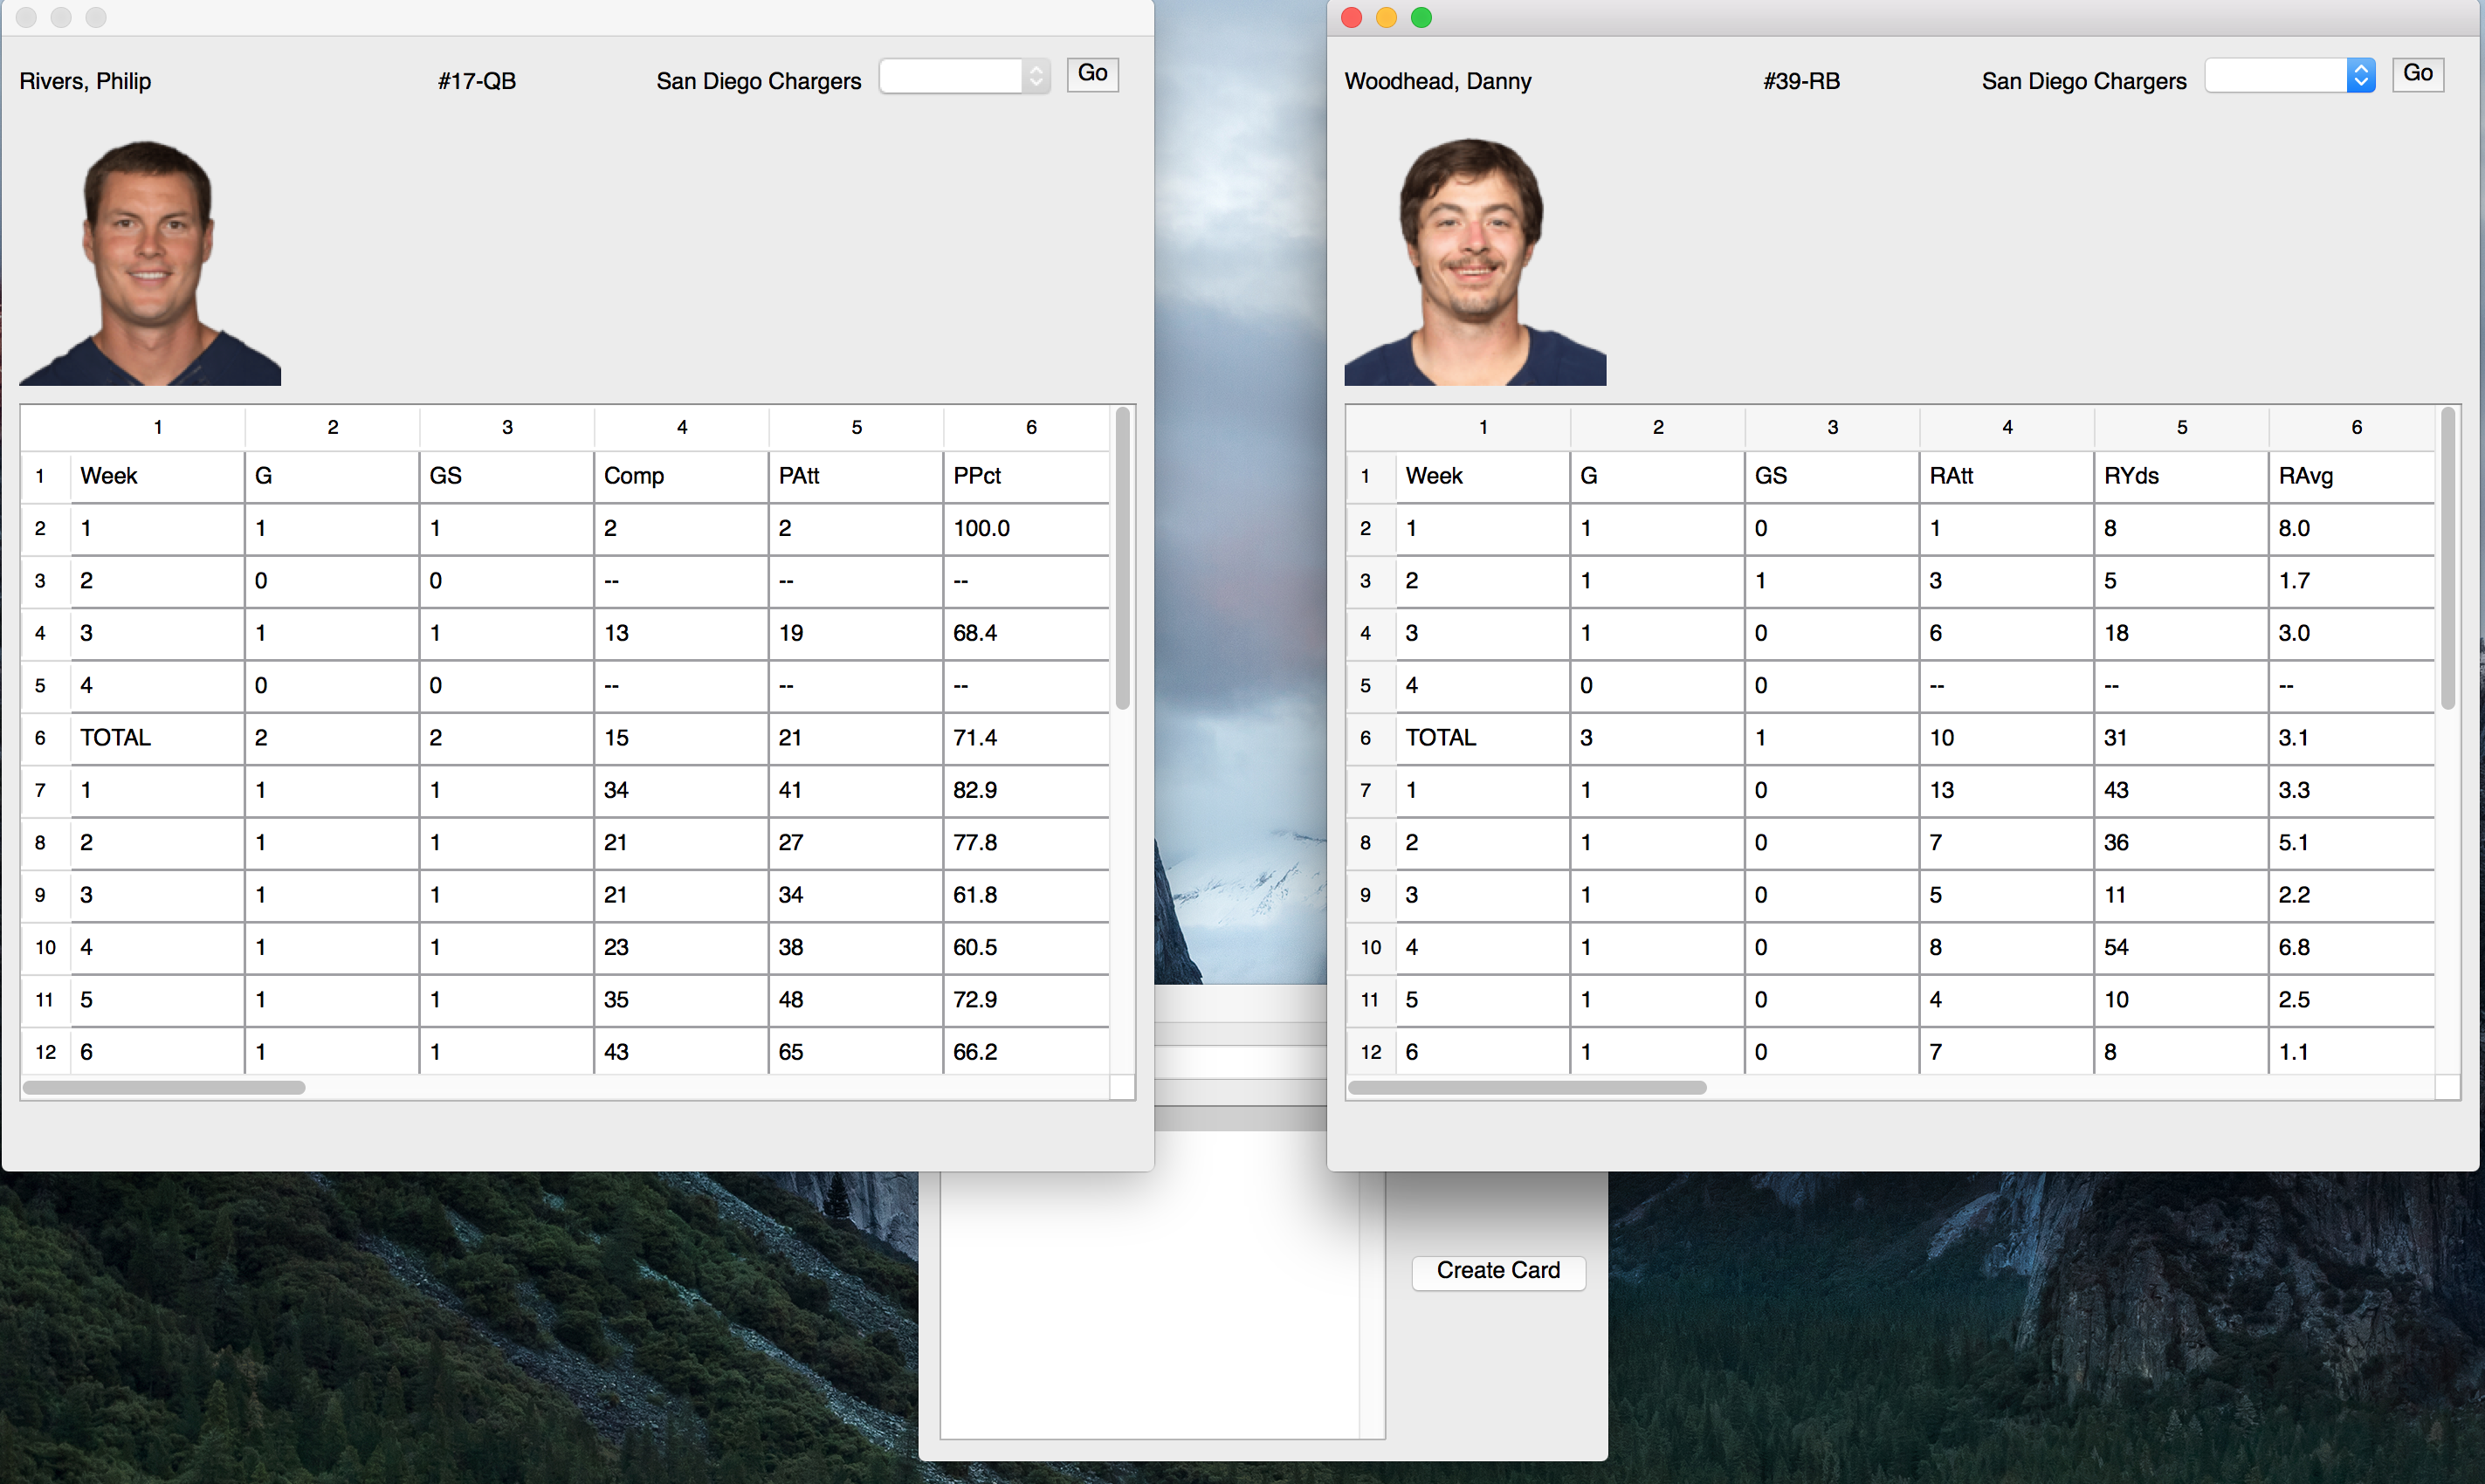 Rivers, Philip #17-QB San Diego Chargers Go
1 2 3 4 5 6
1 Week G GS Comp PAtt PPct
2 1 1 1 2 2 100.0
3 2 0 0 -- -- --
4 3 1 1 13 19 68.4
5 4 0 0 -- -- --
6 TOTAL 2 2 15 21 71.4
7 1 1 1 34 41 82.9
8 2 1 1 21 27 77.8
9 3 1 1 21 34 61.8
10 4 1 1 23 38 60.5
11 5 1 1 35 48 72.9
12 6 1 1 43 65 66.2
Woodhead, Danny #39-RB San Diego Chargers Go
1 2 3 4 5 6
1 Week G GS RAtt RYds RAvg
2 1 1 0 1 8 8.0
3 2 1 1 3 5 1.7
4 3 1 0 6 18 3.0
5 4 0 0 -- -- --
6 TOTAL 3 1 10 31 3.1
7 1 1 0 13 43 3.3
8 2 1 0 7 36 5.1
9 3 1 0 5 11 2.2
10 4 1 0 8 54 6.8
11 5 1 0 4 10 2.5
12 6 1 0 7 8 1.1
Create Card